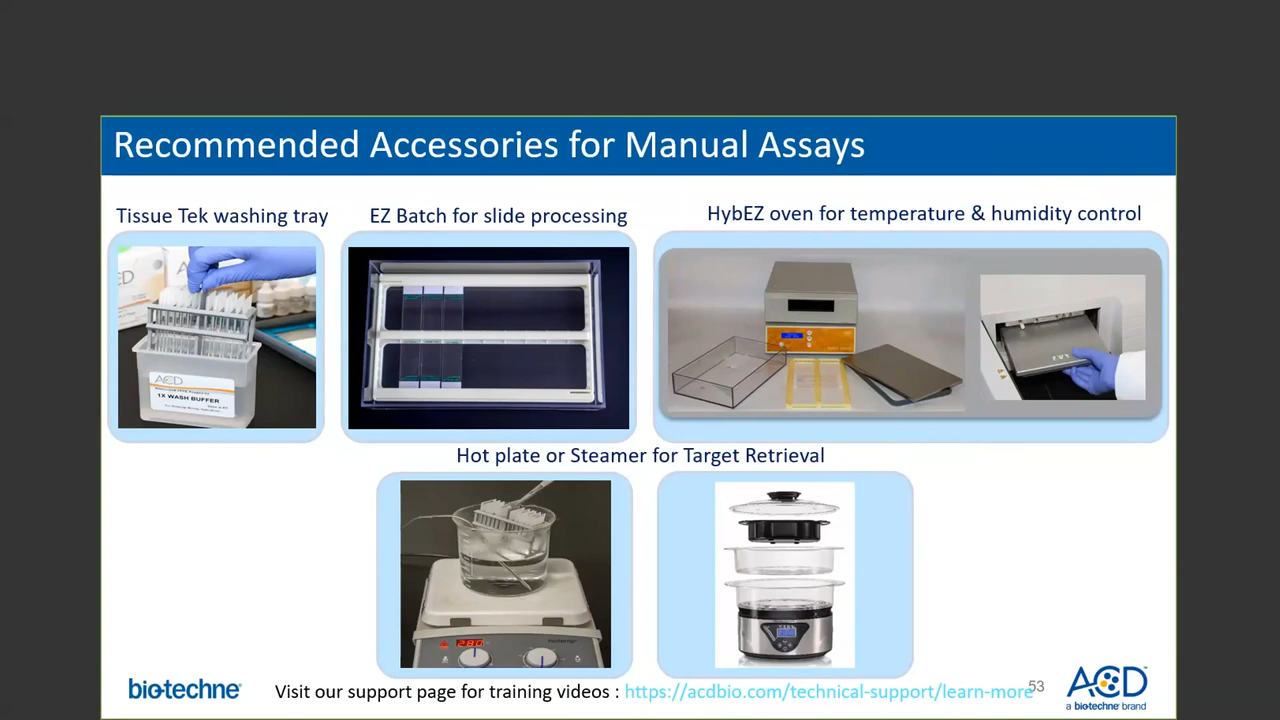 Recommended Accessories for Manual Assays
Tissue Tek washing tray
EZ Batch for slide processing
HybEZ oven for temperature & humidity control
ACD
1X WASH BUFFER
Hot plate or Steamer for Target Retrieval
280
bio-techne
Visit our support page for training videos : https://acdbio.com/technical-support/learn-more
53
ACD
a bio-techne brand